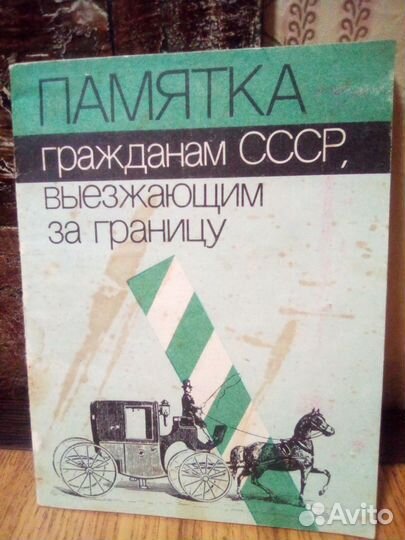 ПАМЯТКА
гражданам СССР,
выезжающим
за границу
Avito